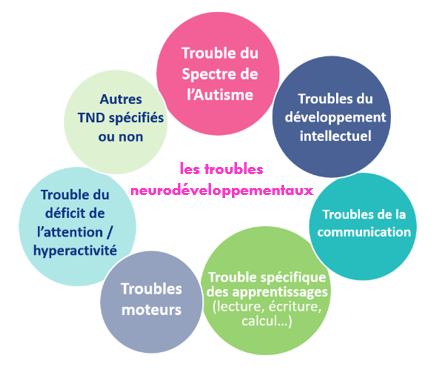 Trouble du
Spectre de
l'Autisme
Troubles du
développement
intellectuel
Troubles de la
communication
Trouble spécifique
des apprentissages
(lecture, écriture,
calcul...)
Troubles
moteurs
Trouble du
déficit de
l'attention /
hyperactivité
Autres
TND spécifiés
ou non
les troubles
neurodéveloppementaux